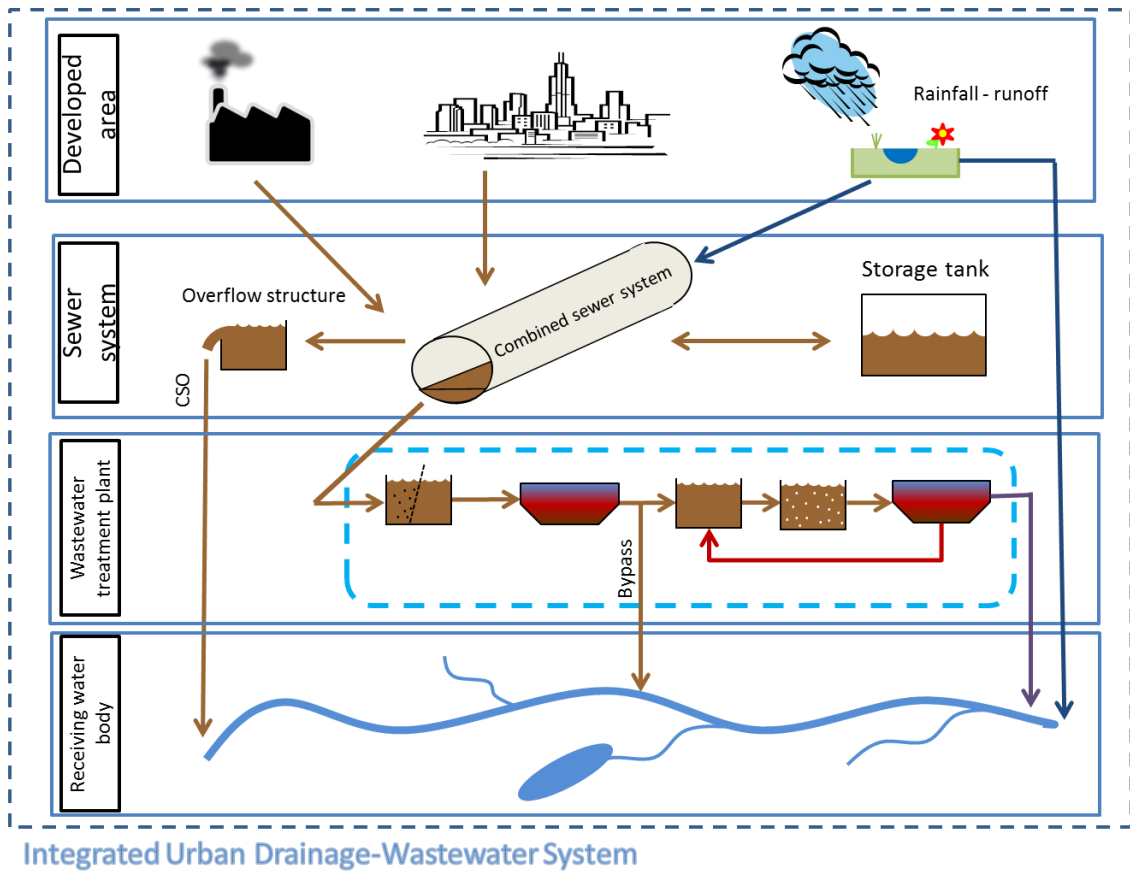 Developed
area
Rainfall - runoff
Sewer
system
Overflow structure
CSO
Combined sewer system
Storage tank
Wastewater
treatment plant
Bypass
Receiving water
body
Integrated Urban Drainage-Wastewater System